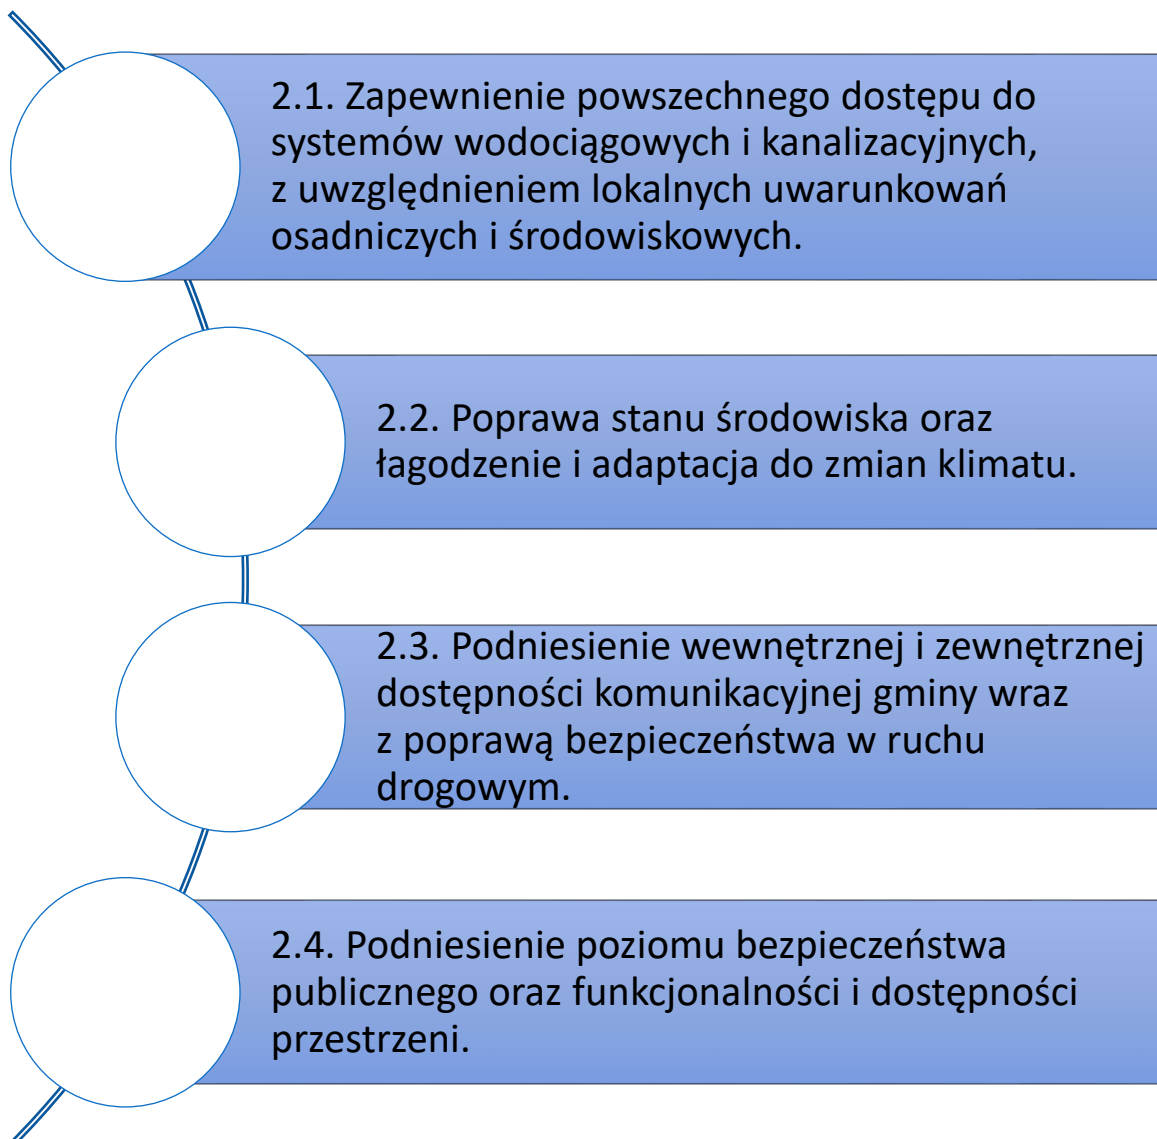 2.1. Zapewnienie powszechnego dostępu do
systemów wodociągowych i kanalizacyjnych,
z uwzględnieniem lokalnych uwarunkowań
osadniczych i środowiskowych.
2.2. Poprawa stanu środowiska oraz
łagodzenie i adaptacja do zmian klimatu.
2.3. Podniesienie wewnętrznej i zewnętrznej
dostępności komunikacyjnej gminy wraz
z poprawą bezpieczeństwa w ruchu
drogowym.
2.4. Podniesienie poziomu bezpieczeństwa
publicznego oraz funkcjonalności i dostępności
przestrzeni.